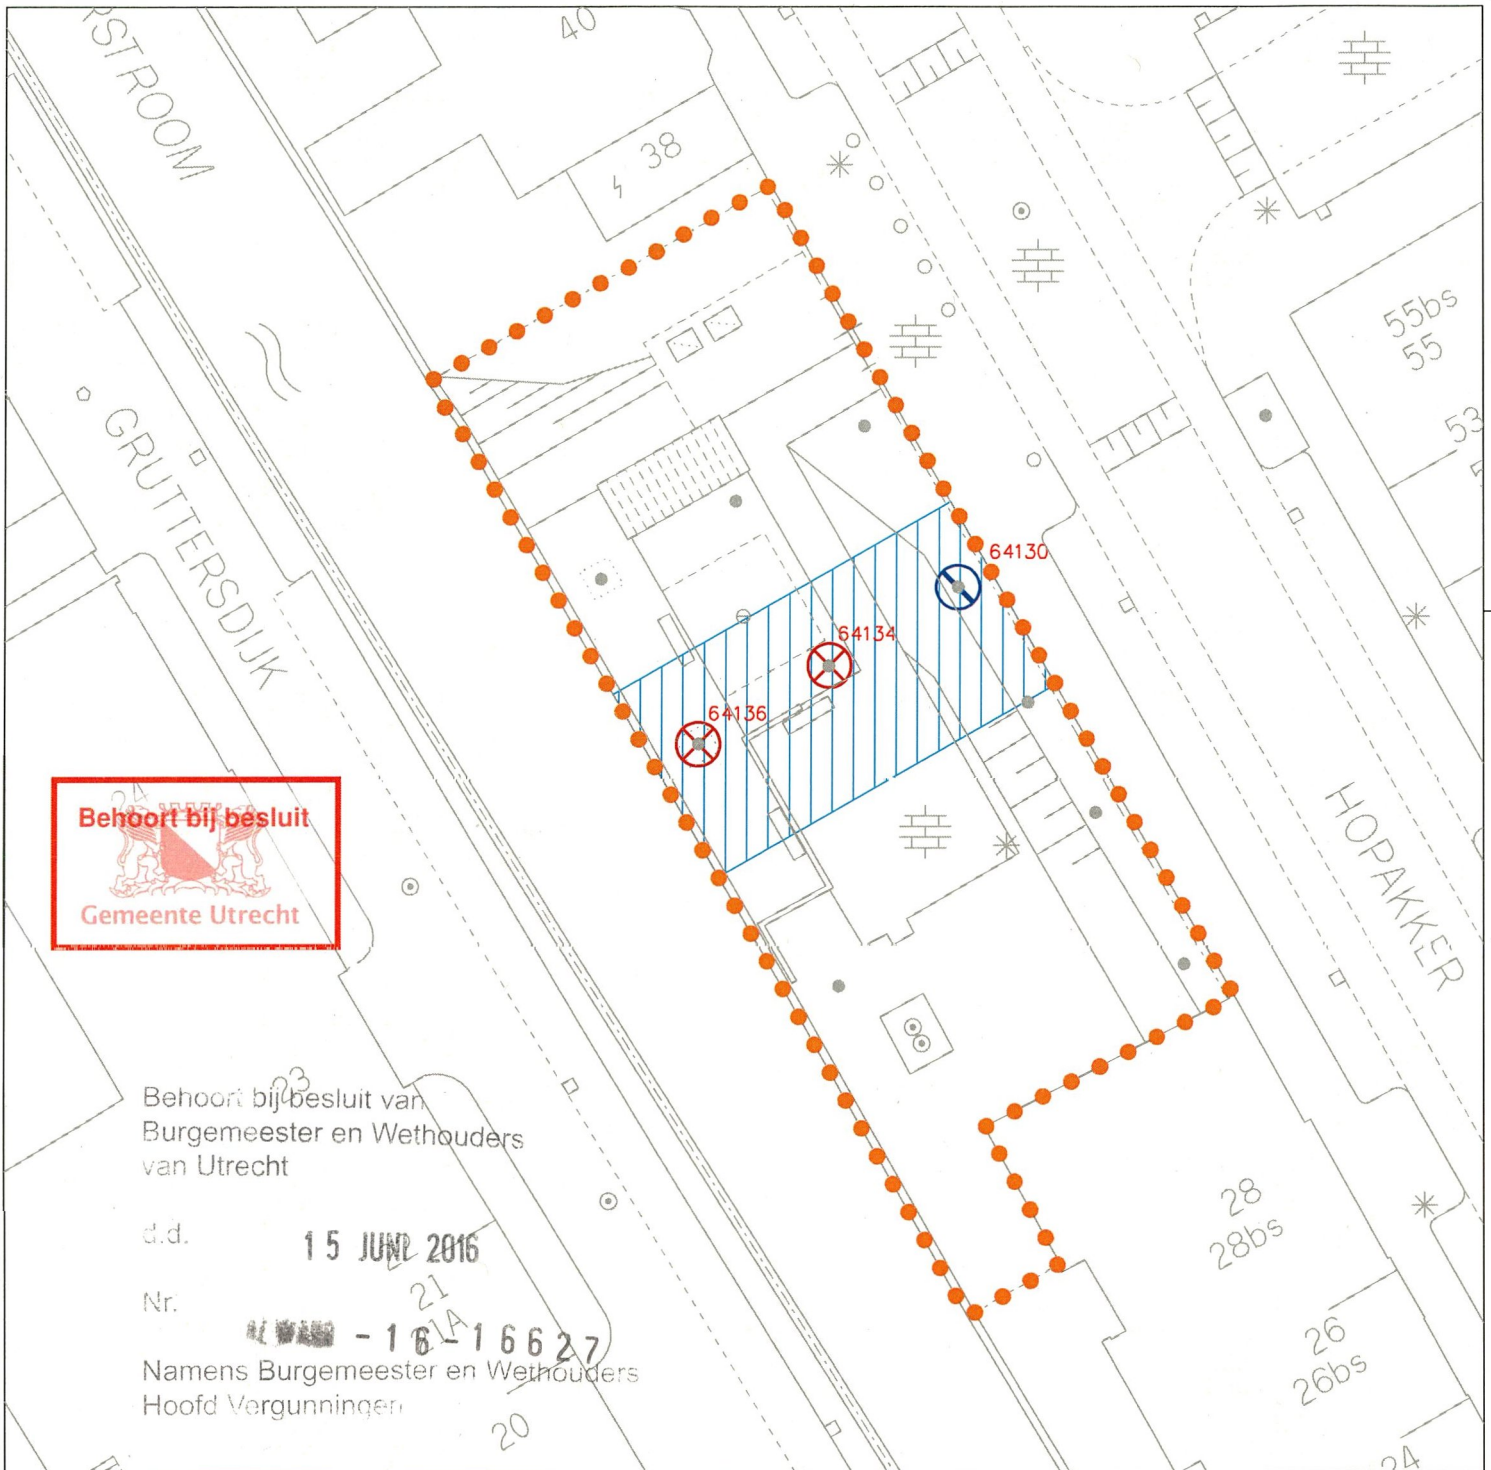 RSTROOM
40
38
55bs
55
53
GRUTTERSDIJK
64130
64134
64136
24
Behoort bij besluit
Gemeente Utrecht
HOPAKKER
23
Behoort bij besluit van
Burgemeester en Wethouders
van Utrecht
d.d.
15 JUNI 2016
21
Nr.
21A
-16-16627
Namens Burgemeester en Wethouders
Hoofd Vergunningen
20
28
28bs
26
26bs
24